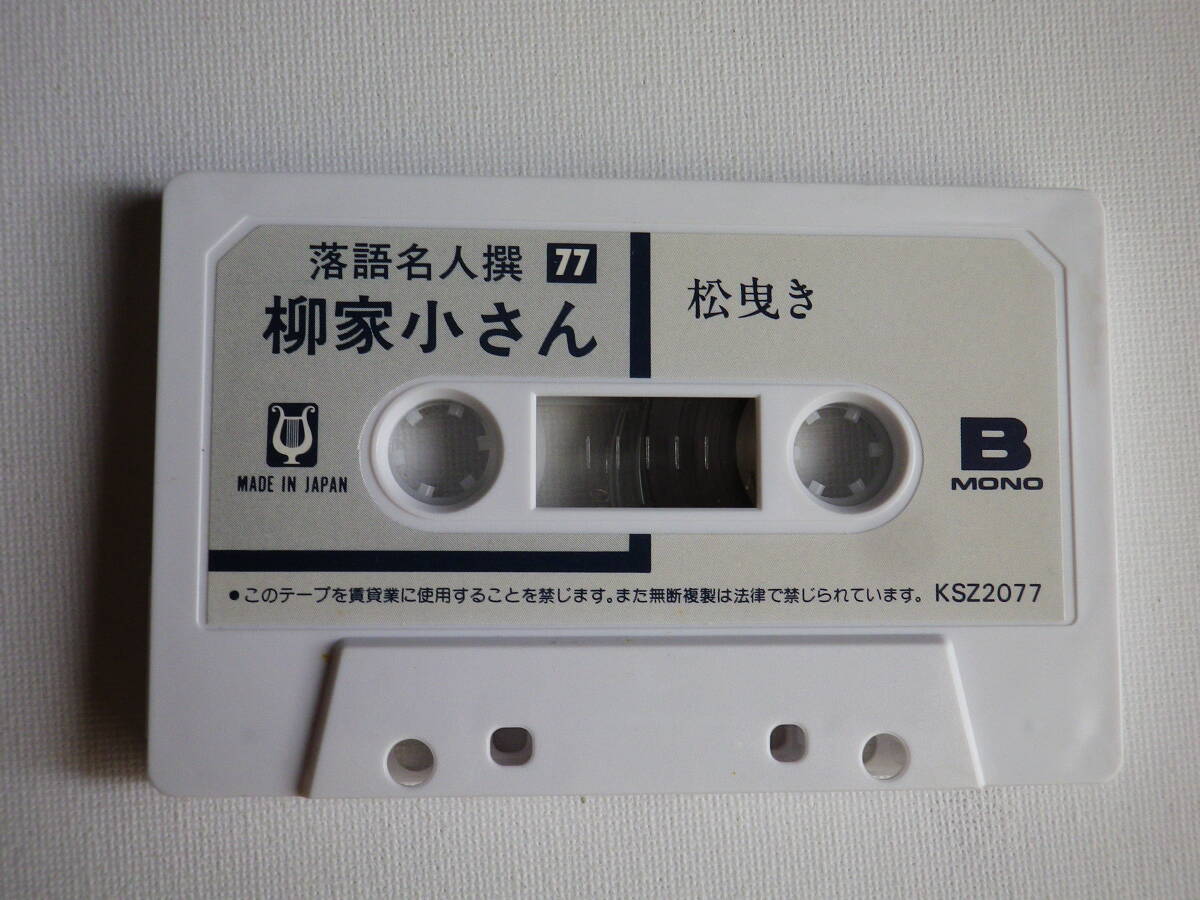 落語名人撰 77
柳家小さん
松曳き
MADE IN JAPAN
B
MONO
●このテープを賃貸業に使用することを禁じます。また無断複製は法律で禁じられています。 KSZ2077